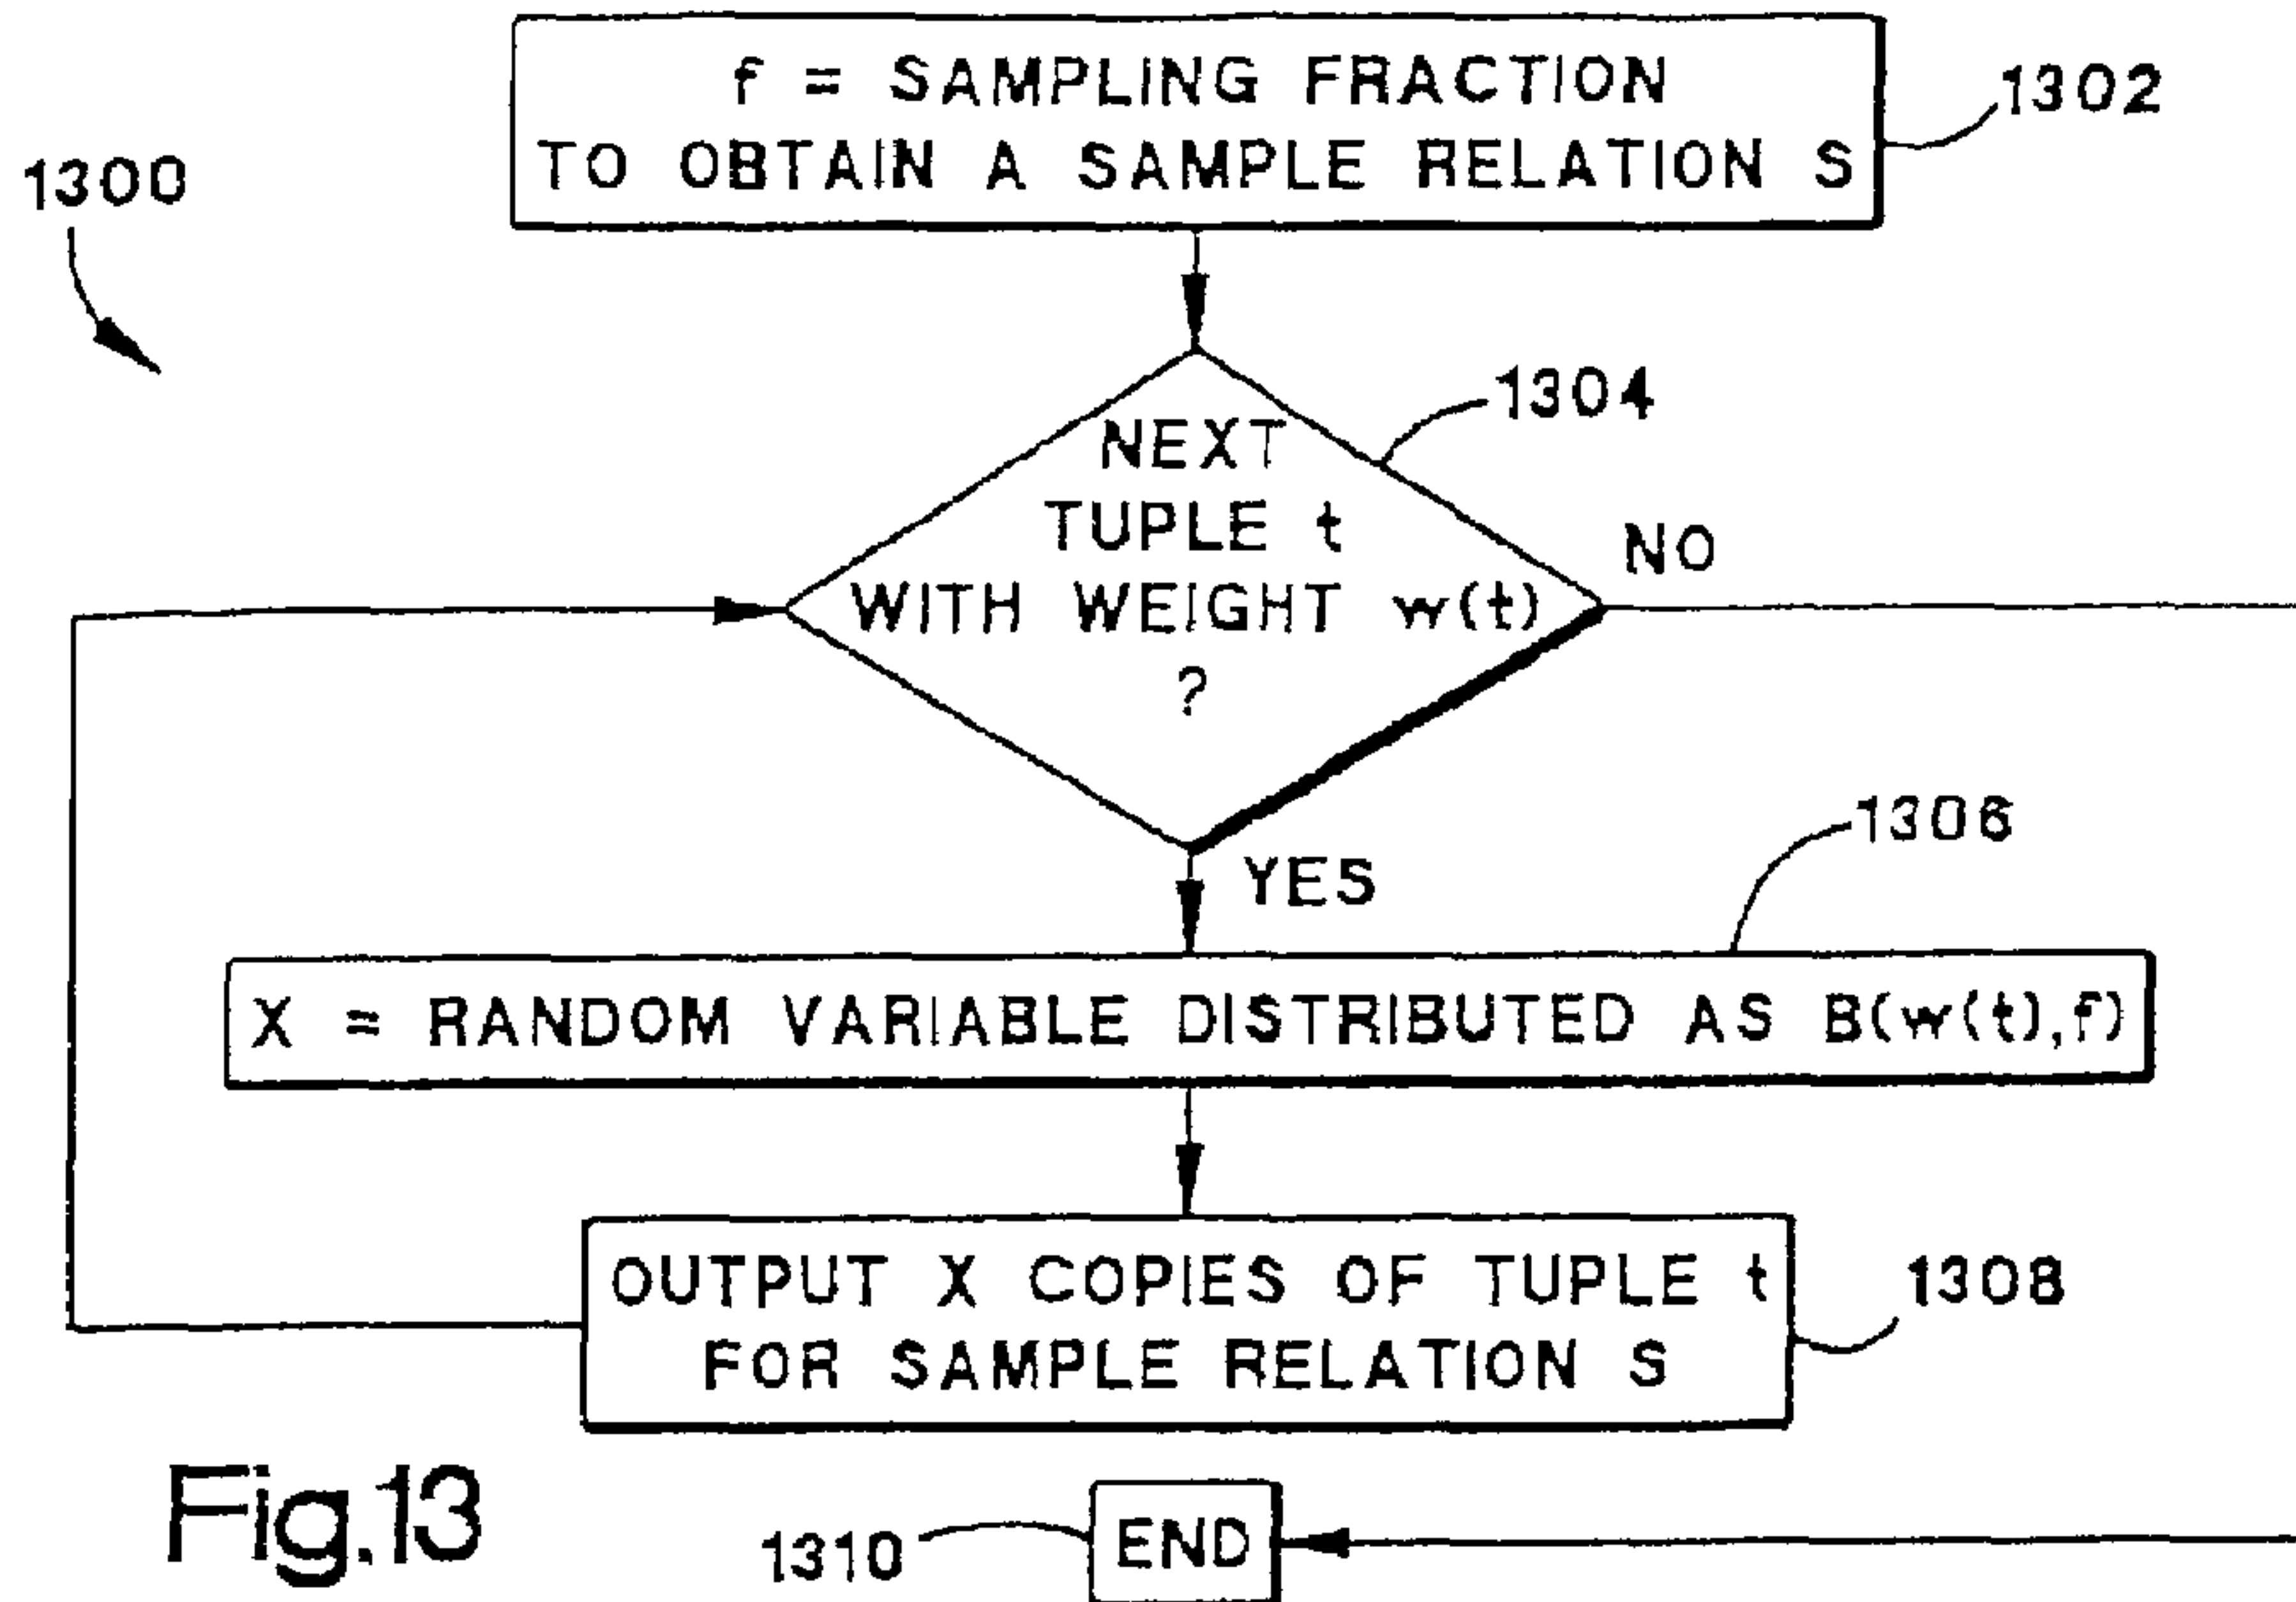 f = SAMPLING FRACTION
TO OBTAIN A SAMPLE RELATION S
1302
1300
1304
NEXT
TUPLE t
WITH WEIGHT w(t)
?
NO
YES
1306
X = RANDOM VARIABLE DISTRIBUTED AS B(w(t),f)
OUTPUT X COPIES OF TUPLE t
FOR SAMPLE RELATION S
1308
Fig.13
1310
END